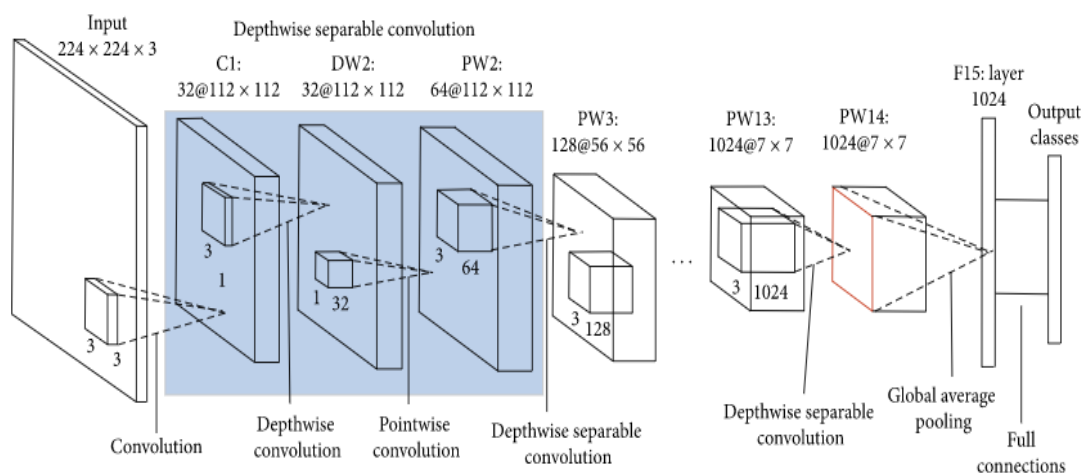 Input
224 × 224 × 3
Depthwise separable convolution
C1:
32@112 × 112
DW2:
32@112 × 112
PW2:
64@112 × 112
PW3:
128@56 × 56
PW13:
1024@7 × 7
PW14:
1024@7 × 7
F15: layer
1024
Output
classes
3
3
3
1
1
32
3
64
3
128
...
3
1024
Convolution
Depthwise
convolution
Pointwise
convolution
Depthwise separable
convolution
Depthwise separable
convolution
Global average
pooling
Full
connections